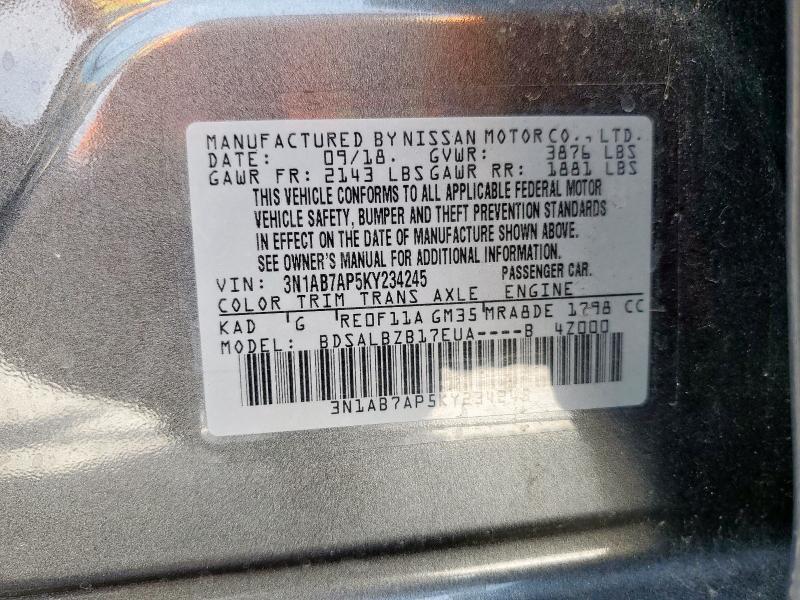 MANUFACTURED BY NISSAN MOTOR CO., LTD.
DATE: 09/18. GVWR: 3876 LBS
GAWR FR: 2143 LBS GAWR RR: 1881 LBS
THIS VEHICLE CONFORMS TO ALL APPLICABLE FEDERAL MOTOR
VEHICLE SAFETY, BUMPER AND THEFT PREVENTION STANDARDS
IN EFFECT ON THE DATE OF MANUFACTURE SHOWN ABOVE.
SEE OWNER'S MANUAL FOR ADDITIONAL INFORMATION.
VIN: 3N1AB7AP5KY234245 PASSENGER CAR.
COLOR TRIM TRANS AXLE ENGINE
KAD G RE0F11A GM35 MRA8DE 1798 CC
MODEL: BDSALBZB17EUA----B 4Z000
3N1AB7AP5KY234245